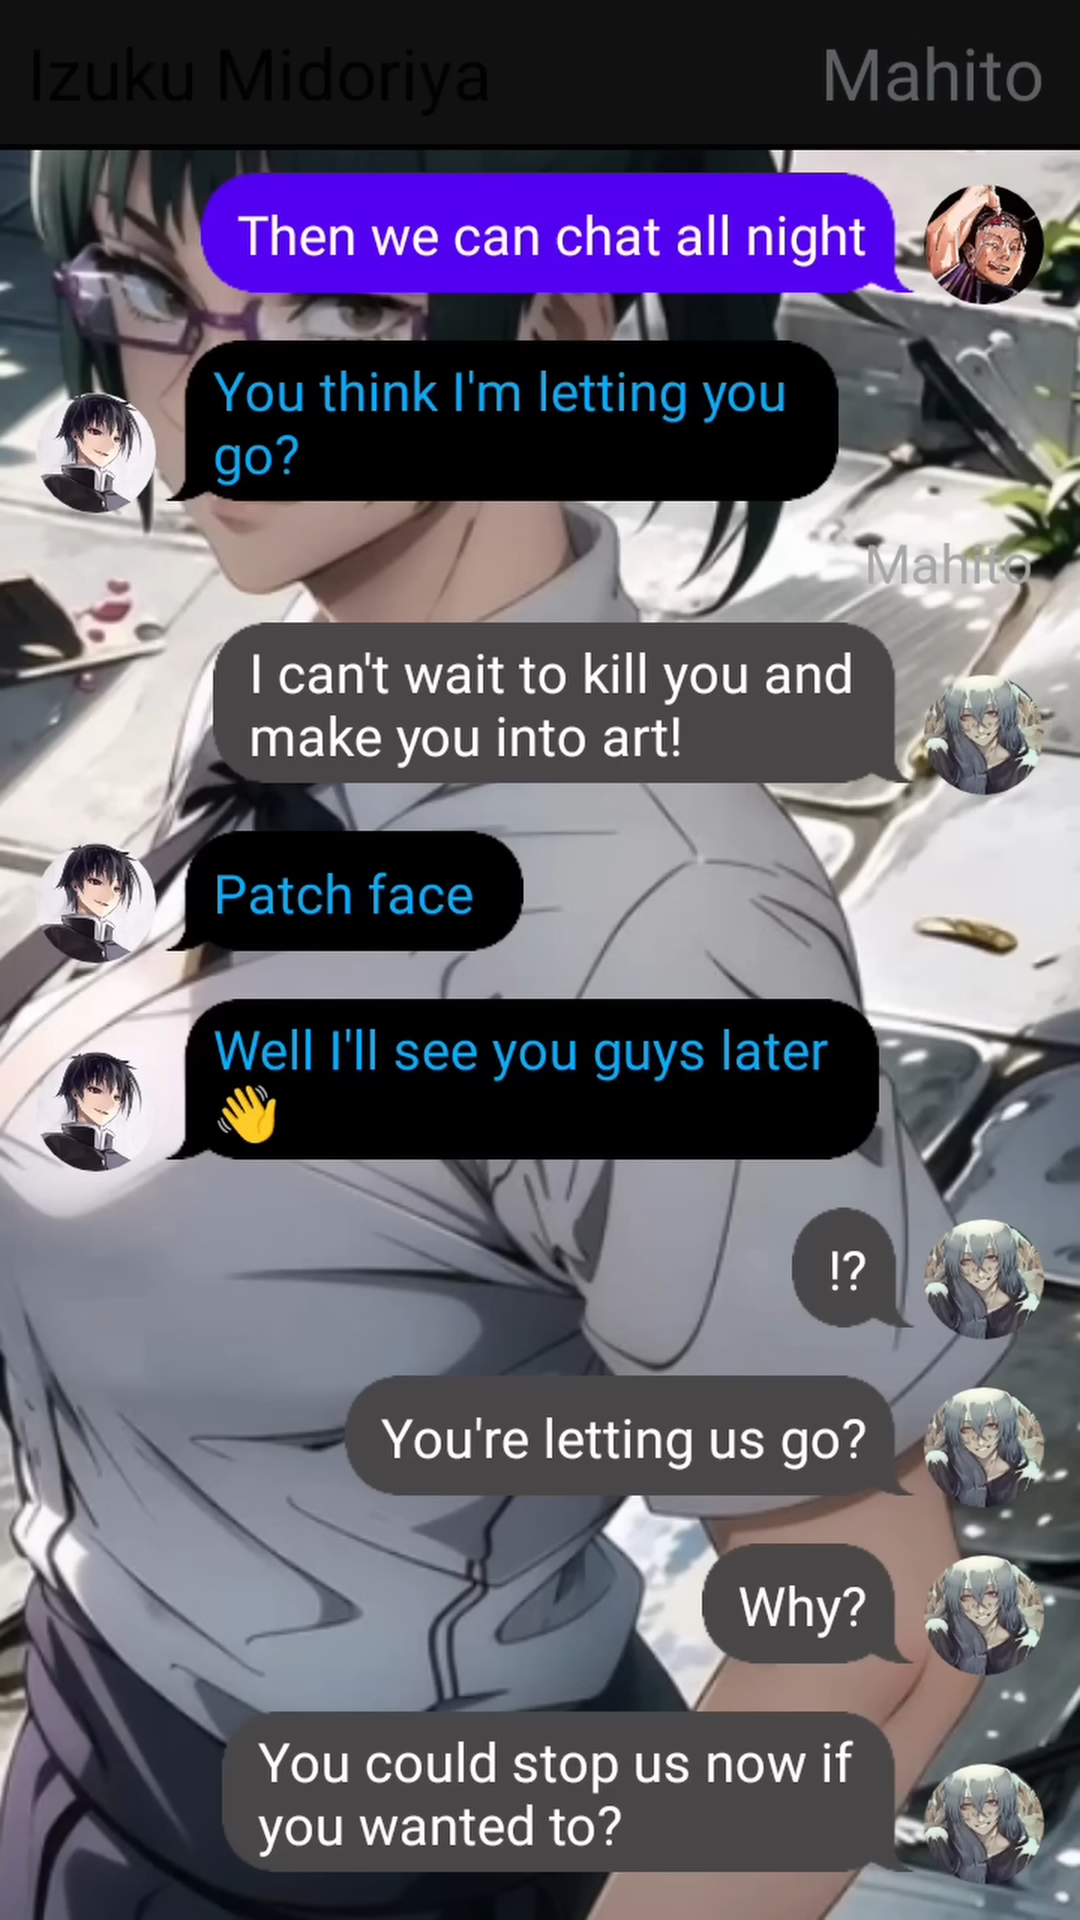 Izuku Midoriya
Mahito
Then we can chat all night
You think I'm letting you
go?
Mahito
I can't wait to kill you and
make you into art!
Patch face
Well I'll see you guys later
👋
!?
You're letting us go?
Why?
You could stop us now if
you wanted to?